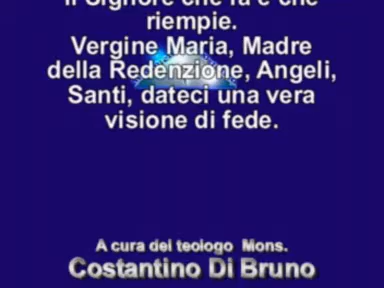 il Signore che fa e che
riempie.
Vergine Maria, Madre
della Redenzione, Angeli,
Santi, dateci una vera
visione di fede.
A cura del teologo Mons.
Costantino Di Bruno